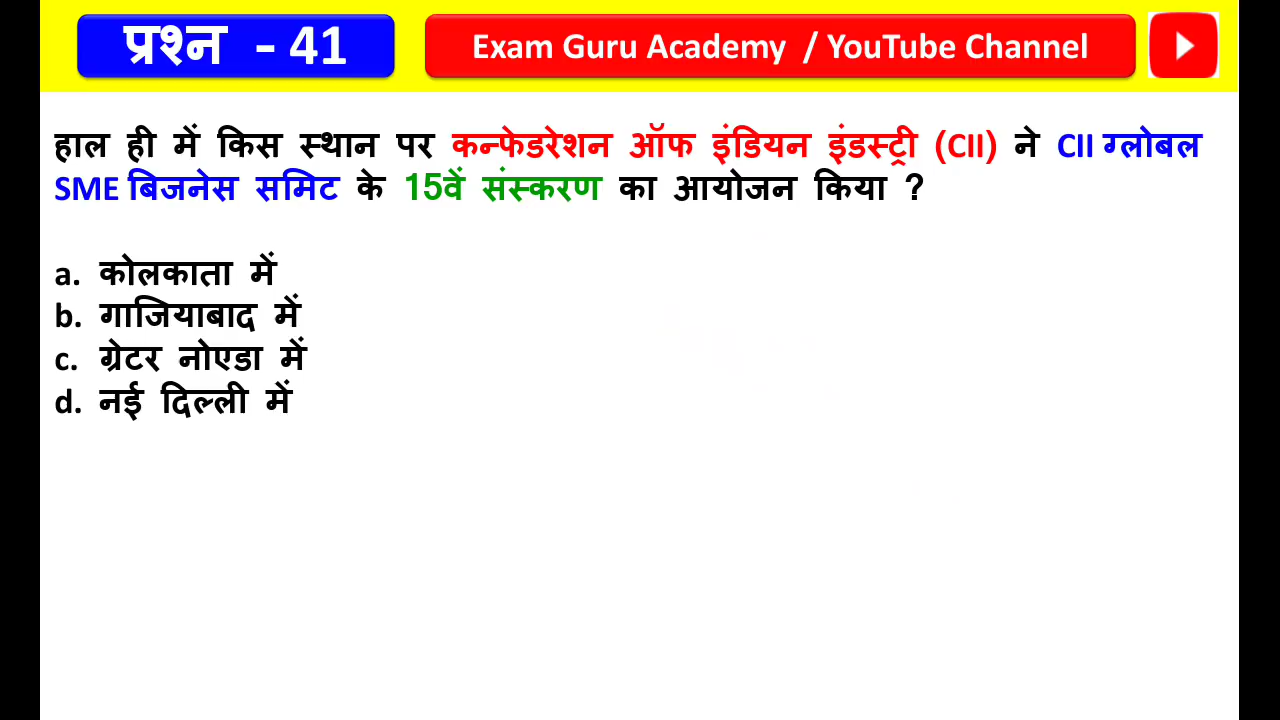 प्रश्न - 41
Exam Guru Academy / YouTube Channel
हाल ही में किस स्थान पर कन्फेडरेशन ऑफ इंडियन इंडस्ट्री (CII) ने CII ग्लोबल
SME बिजनेस समिट के 15वें संस्करण का आयोजन किया ?
a. कोलकाता में
b. गाजियाबाद में
c. ग्रेटर नोएडा में
d. नई दिल्ली में